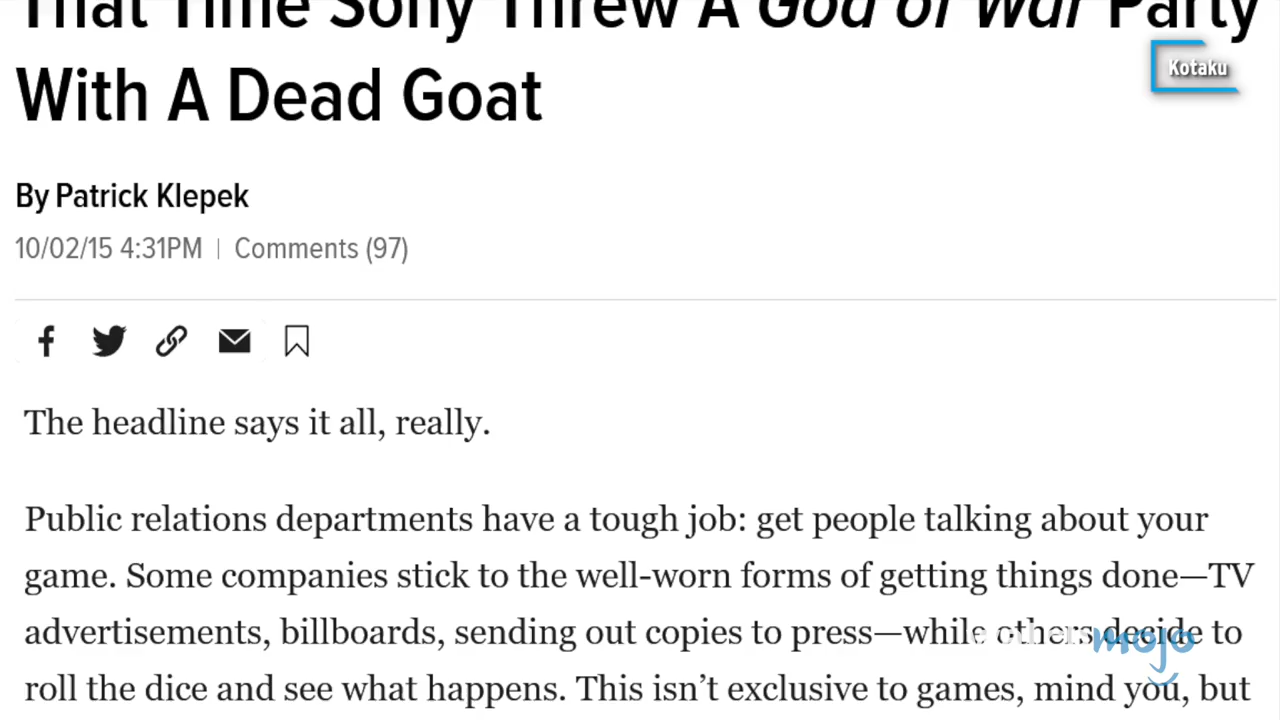 That Time Sony Threw A God of War Party
With A Dead Goat
Kotaku
By Patrick Klepek
10/02/15 4:31PM | Comments (97)
The headline says it all, really.
Public relations departments have a tough job: get people talking about your
game. Some companies stick to the well-worn forms of getting things done—TV
advertisements, billboards, sending out copies to press—while others decide to
roll the dice and see what happens. This isn’t exclusive to games, mind you, but
mojo